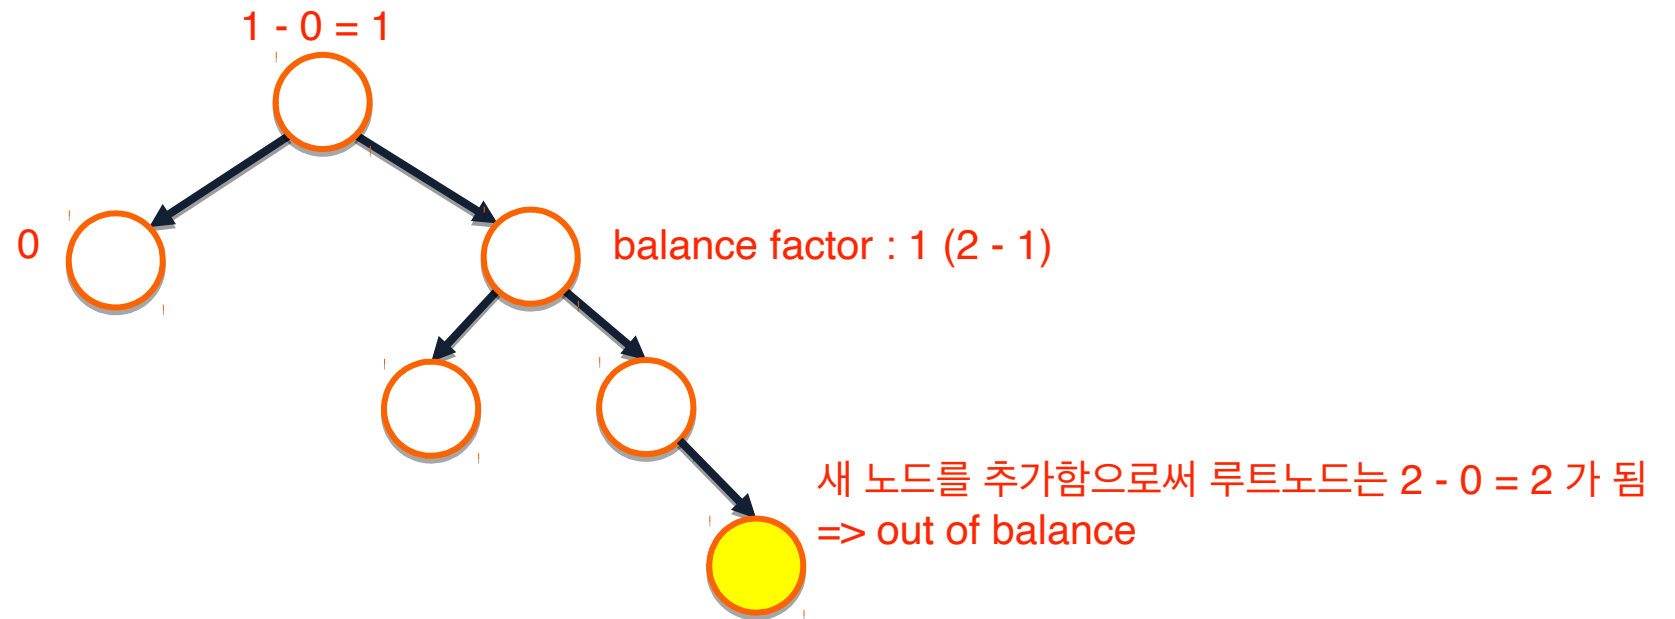 1 - 0 = 1
0
balance factor : 1 (2 - 1)
새 노드를 추가함으로써 루트노드는 2 - 0 = 2 가 됨
=> out of balance